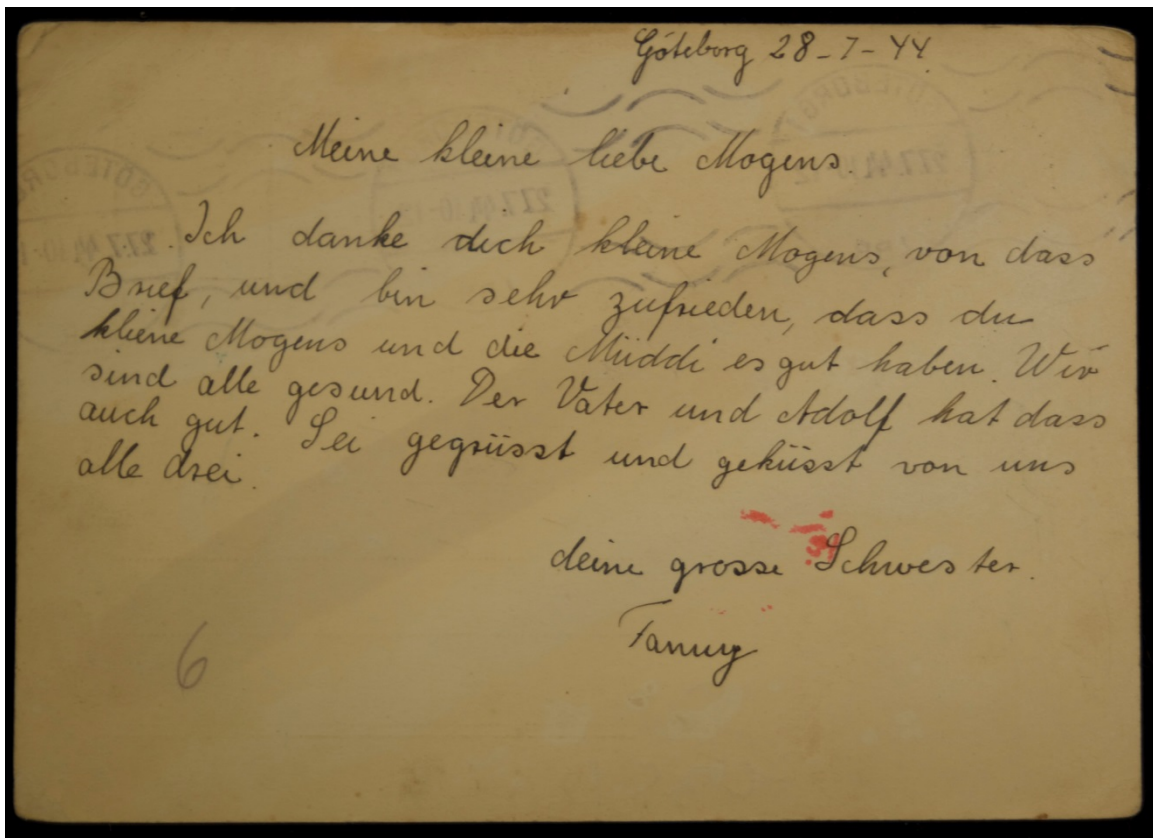 Göteborg 28-7-44
Meine kleine liebe Mogens.
Ich danke dich kleine Mogens, von dass
Brief, und bin sehr zufrieden, dass du
kliene Mogens und die Müddi es gut haben. Wir
sind alle gesund. Der Vater und Adolf hat dass
auch gut. Sei gegrüsst und geküsst von uns
alle drei.
deine grosse Schwester.
Fanny
6